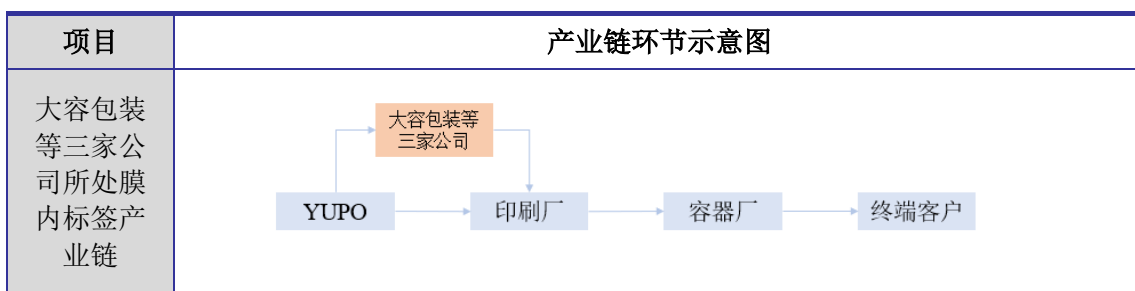 项目
产业链环节示意图
大容包装
等三家公
司所处膜
内标签产
业链
大容包装等
三家公司
YUPO
印刷厂
容器厂
终端客户